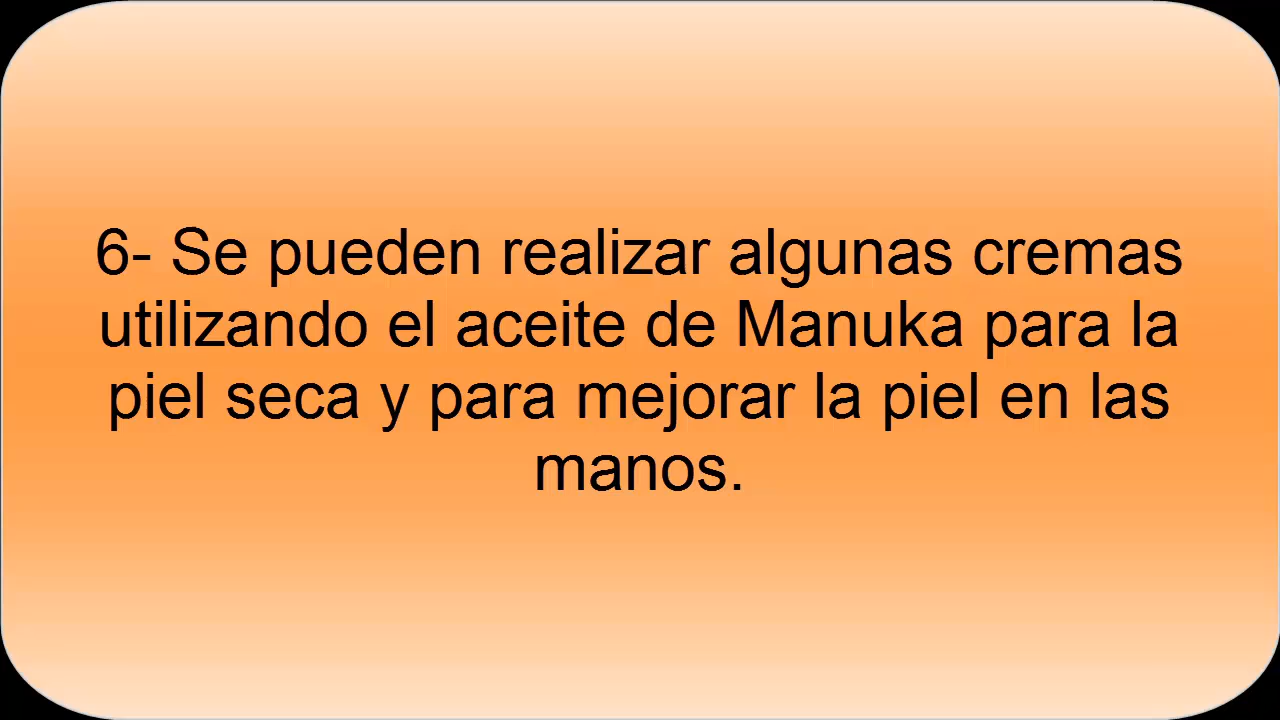 6- Se pueden realizar algunas cremas
utilizando el aceite de Manuka para la
piel seca y para mejorar la piel en las
manos.